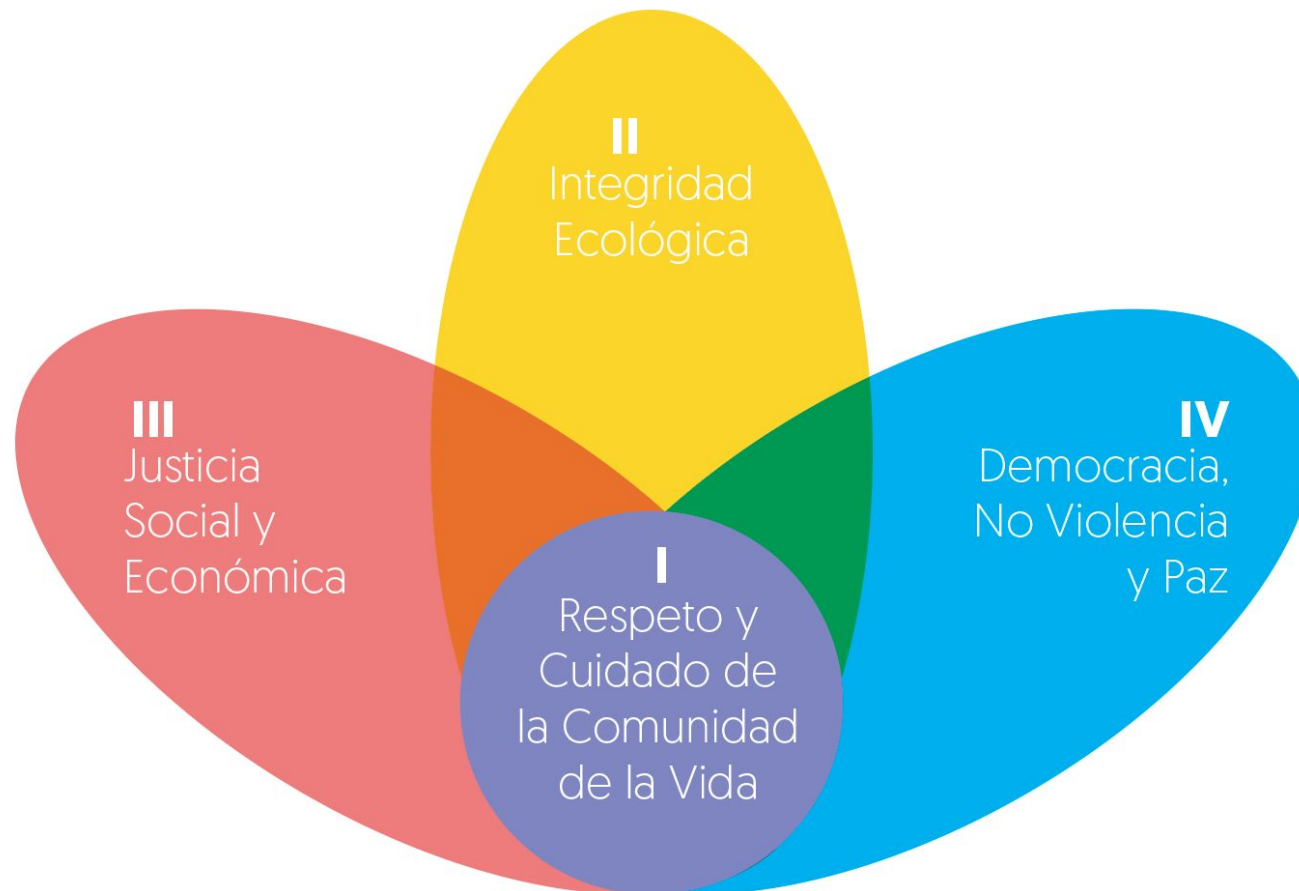 II
Integridad
Ecológica
III
Justicia
Social y
Económica
IV
Democracia,
No Violencia
y Paz
I
Respeto y
Cuidado de
la Comunidad
de la Vida